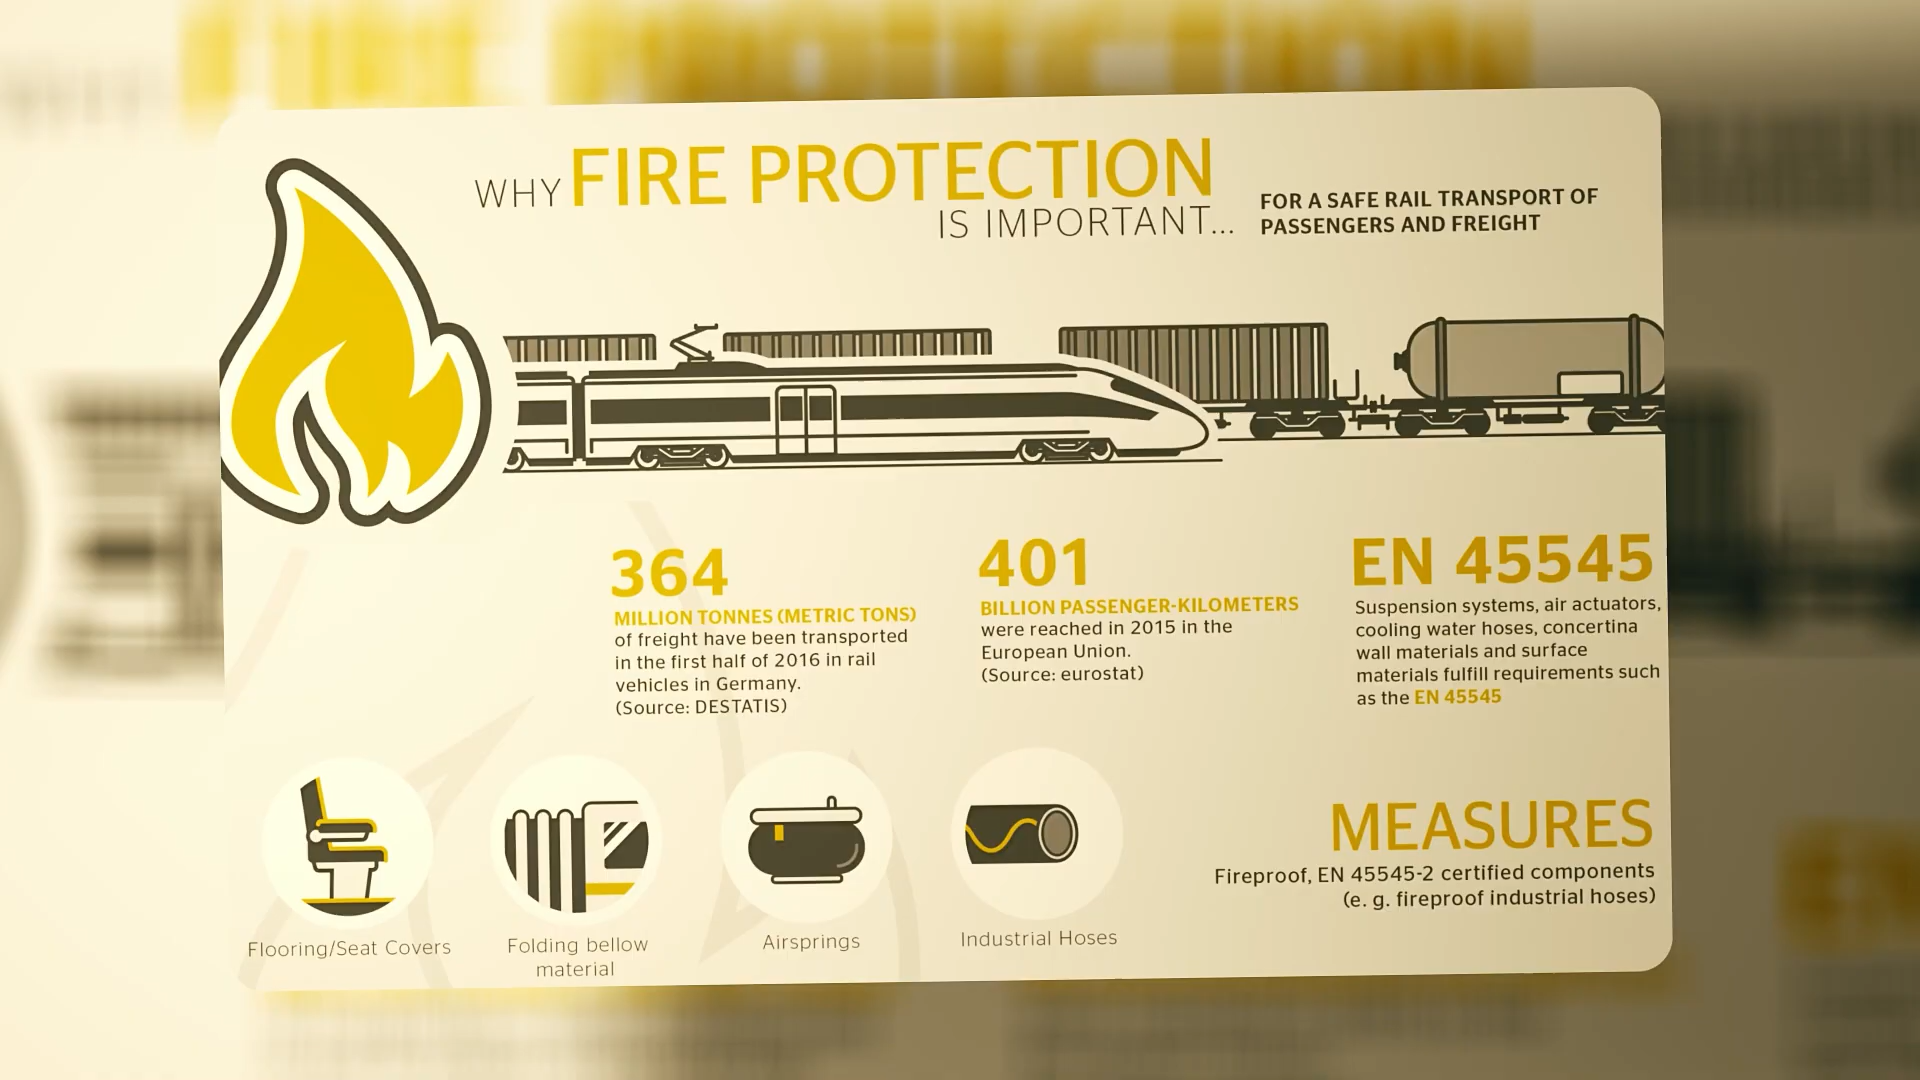 WHY FIRE PROTECTION
IS IMPORTANT...
FOR A SAFE RAIL TRANSPORT OF
PASSENGERS AND FREIGHT
364
MILLION TONNES (METRIC TONS)
of freight have been transported
in the first half of 2016 in rail
vehicles in Germany.
(Source: DESTATIS)
401
BILLION PASSENGER-KILOMETERS
were reached in 2015 in the
European Union.
(Source: eurostat)
EN 45545
Suspension systems, air actuators,
cooling water hoses, concertina
wall materials and surface
materials fulfill requirements such
as the EN 45545
Flooring/Seat Covers
Folding bellow
material
Airsprings
Industrial Hoses
MEASURES
Fireproof, EN 45545-2 certified components
(e. g. fireproof industrial hoses)